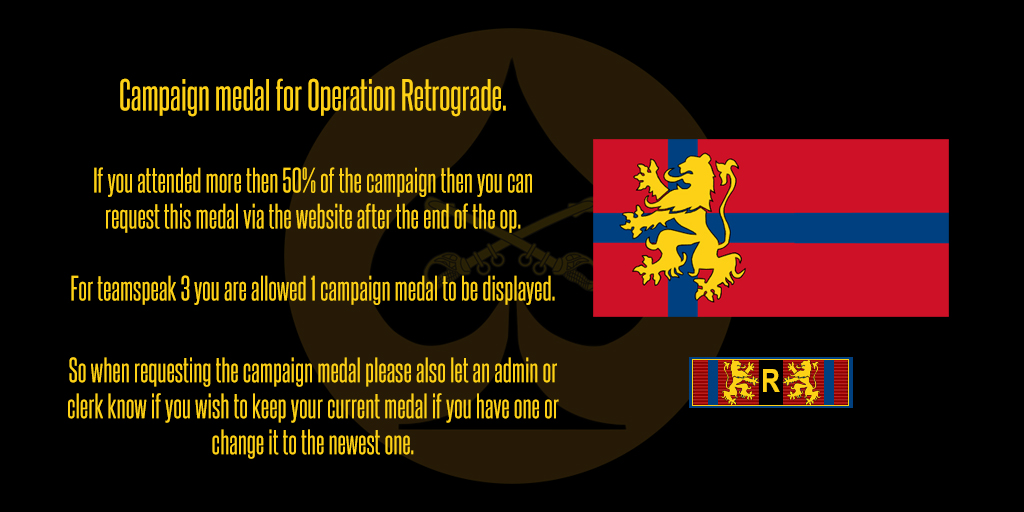 Campaign medal for Operation Retrograde.
If you attended more then 50% of the campaign then you can
request this medal via the website after the end of the op.
For teamspeak 3 you are allowed 1 campaign medal to be displayed.
So when requesting the campaign medal please also let an admin or
clerk know if you wish to keep your current medal if you have one or
change it to the newest one.
R